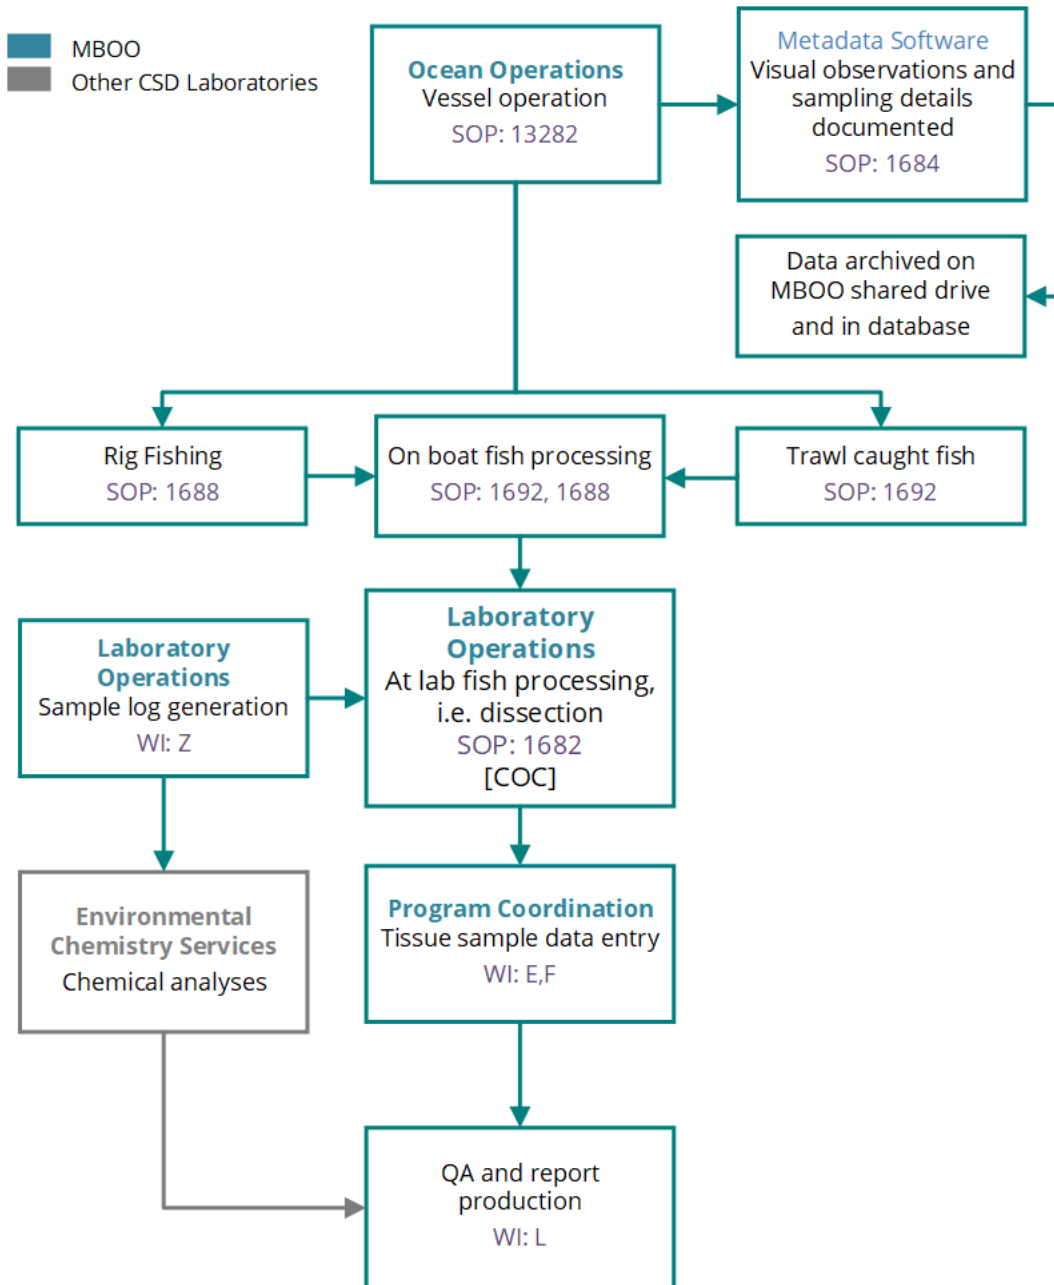 MBOO
Other CSD Laboratories
Ocean Operations
Vessel operation
SOP: 13282
Metadata Software
Visual observations and
sampling details
documented
SOP: 1684
Data archived on
MBOO shared drive
and in database
Rig Fishing
SOP: 1688
On boat fish processing
SOP: 1692, 1688
Trawl caught fish
SOP: 1692
Laboratory
Operations
Sample log generation
WI: Z
Laboratory
Operations
At lab fish processing,
i.e. dissection
SOP: 1682
[COC]
Environmental
Chemistry Services
Chemical analyses
Program Coordination
Tissue sample data entry
WI: E,F
QA and report
production
WI: L